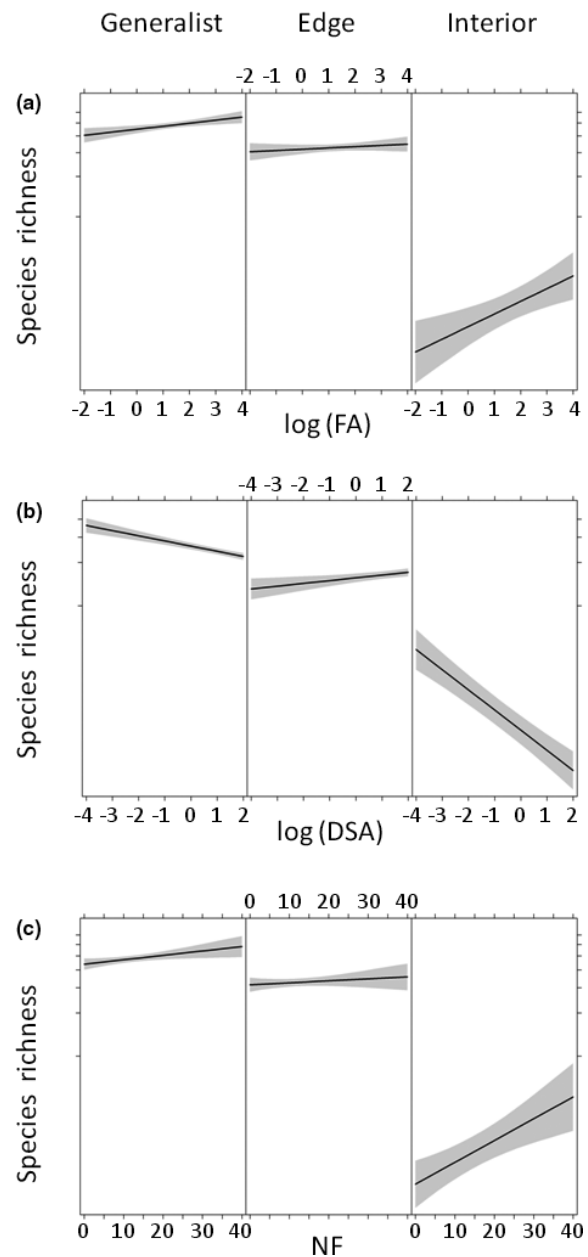 Generalist Edge Interior
-2 -1 0 1 2 3 4
(a)
Species richness
-2 -1 0 1 2 3 4 -2 -1 0 1 2 3 4
log (FA)
-4 -3 -2 -1 0 1 2
(b)
Species richness
-4 -3 -2 -1 0 1 2 -4 -3 -2 -1 0 1 2
log (DSA)
0 10 20 30 40
(c)
Species richness
0 10 20 30 40 0 10 20 30 40
NF